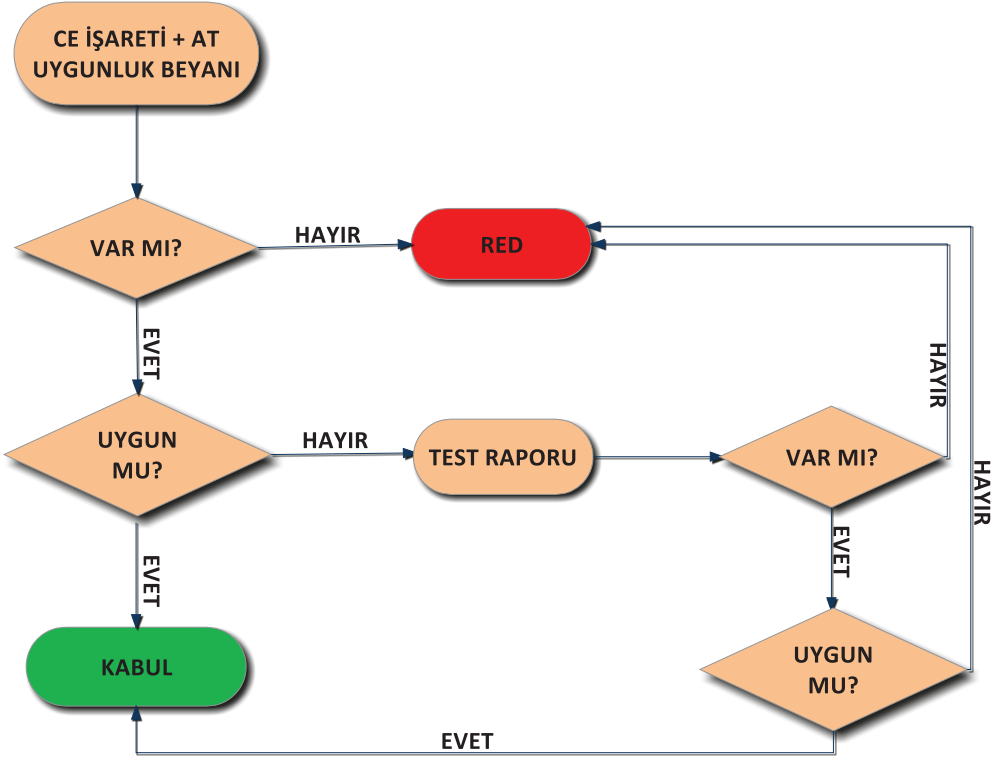 CE İŞARETİ + AT
UYGUNLUK BEYANI
VAR MI?
HAYIR
RED
EVET
HAYIR
UYGUN
MU?
HAYIR
TEST RAPORU
VAR MI?
HAYIR
EVET
EVET
KABUL
UYGUN
MU?
EVET